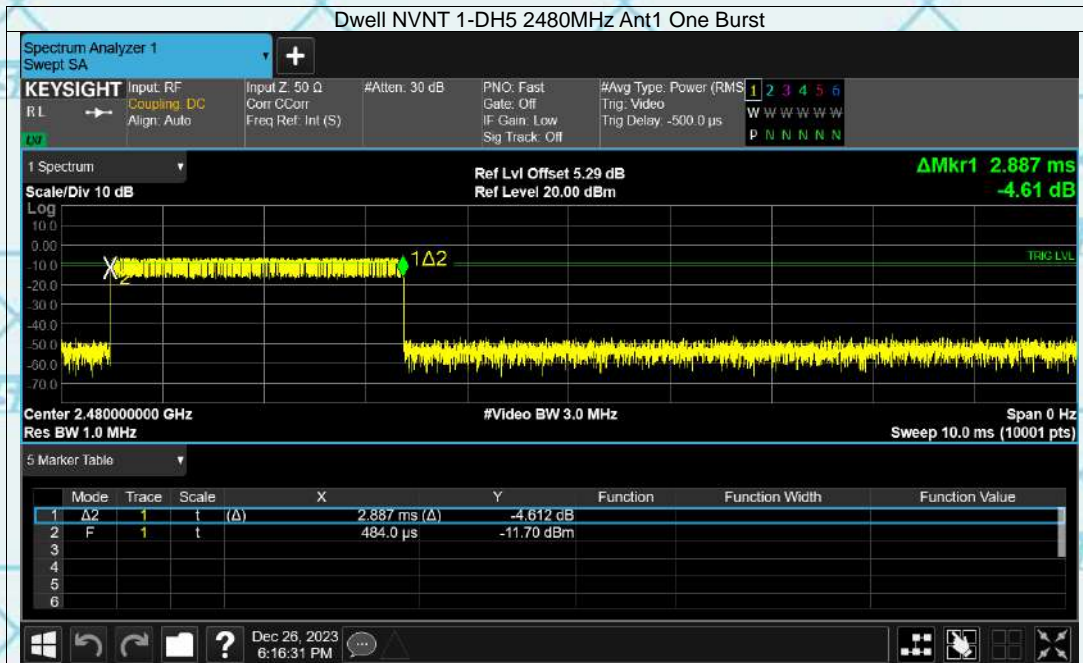 Dwell NVNT 1-DH5 2480MHz Ant1 One Burst
Spectrum Analyzer 1
Swept SA
+
KEYSIGHT
RL
LXI
Input: RF
Coupling: DC
Align: Auto
Input Z: 50 Ω
Corr CCorr
Freq Ref: Int (S)
#Atten: 30 dB
PNO: Fast
Gate: Off
IF Gain: Low
Sig Track: Off
#Avg Type: Power (RMS
Trig: Video
Trig Delay: -500.0 µs
1 2 3 4 5 6
W W W W W W
P N N N N N
1 Spectrum
Scale/Div 10 dB
Ref Lvl Offset 5.29 dB
Ref Level 20.00 dBm
ΔMkr1 2.887 ms
-4.61 dB
Log
10.0
0.00
-10.0
-20.0
-30.0
-40.0
-50.0
-60.0
-70.0
X
2
1Δ2
TRIG LVL
Center 2.480000000 GHz
Res BW 1.0 MHz
#Video BW 3.0 MHz
Span 0 Hz
Sweep 10.0 ms (10001 pts)
5 Marker Table
Mode Trace Scale X Y Function Function Width Function Value
1 Δ2 1 t (Δ) 2.887 ms (Δ) -4.612 dB
2 F 1 t 484.0 µs -11.70 dBm
3
4
5
6
?
Dec 26, 2023
6:16:31 PM